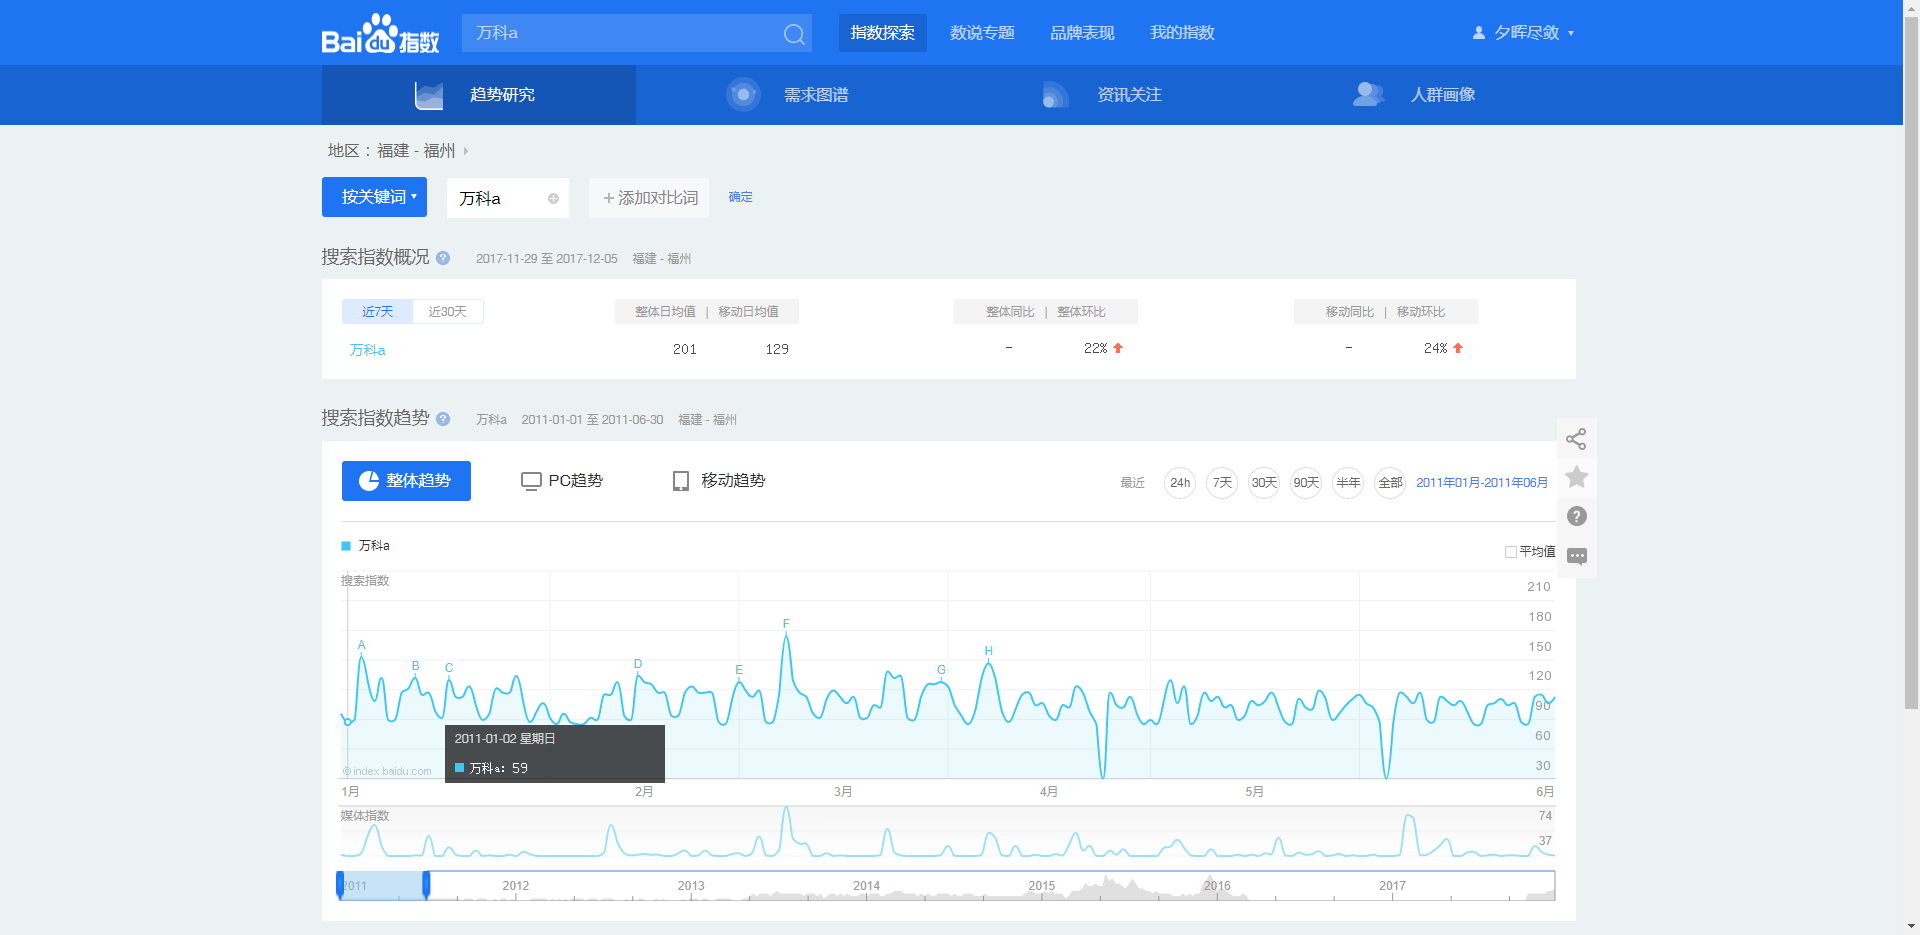 Baidu指数 万科a 指数探索 数说专题 品牌表现 我的指数 夕晖尽敛
趋势研究 需求图谱 资讯关注 人群画像
地区：福建 - 福州
按关键词 万科a +添加对比词 确定
搜索指数概况 ? 2017-11-29 至 2017-12-05 福建 - 福州
近7天 近30天 整体日均值 | 移动日均值 整体同比 | 整体环比 移动同比 | 移动环比
万科a 201 129 - 22% - 24%
搜索指数趋势 ? 万科a 2011-01-01 至 2011-06-30 福建 - 福州
整体趋势 PC趋势 移动趋势 最近 24h 7天 30天 90天 半年 全部 2011年01月-2011年06月
?
万科a
平均值
搜索指数
210
180
150
120
90
60
30
A B C D E F G H
2011-01-02 星期日
万科a: 59
©index.baidu.com
1月 2月 3月 4月 5月 6月
媒体指数 74
37
2011 2012 2013 2014 2015 2016 2017